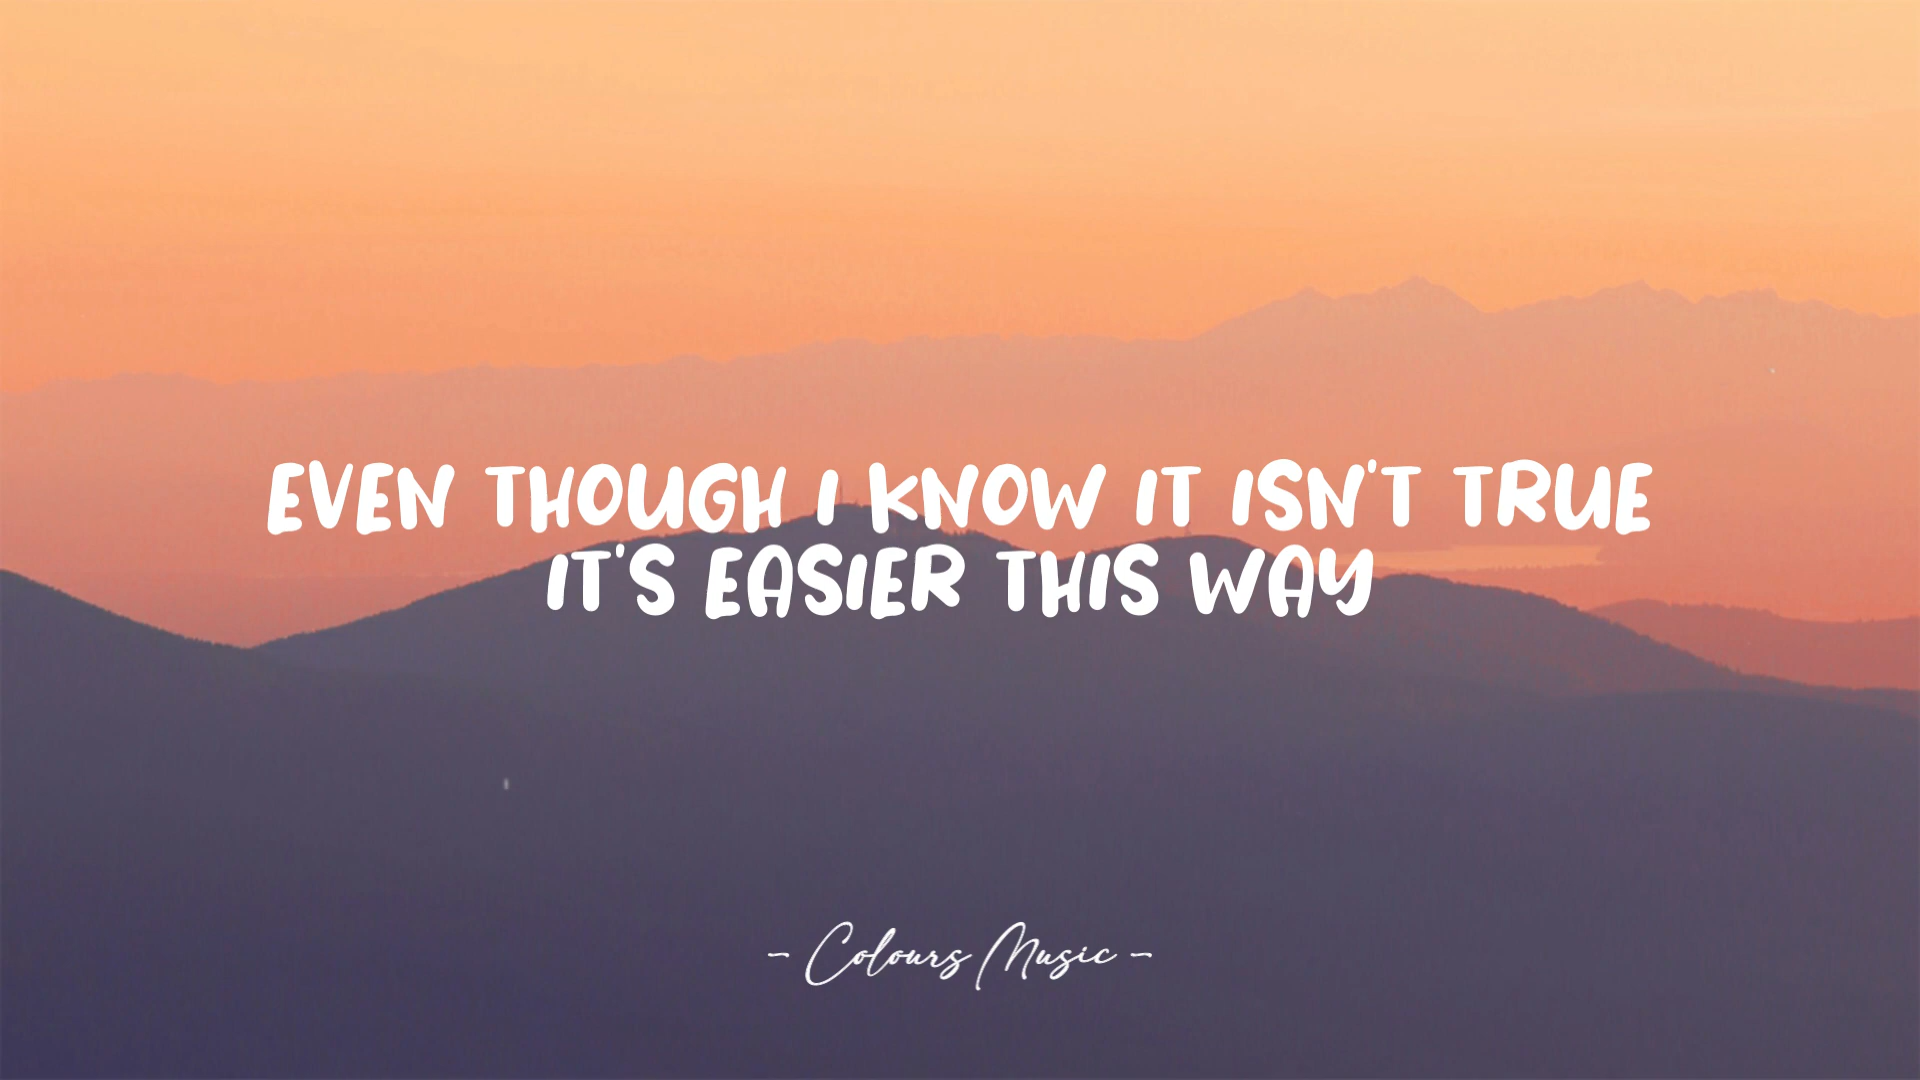 EVEN THOUGH I KNOW IT ISN'T TRUE
IT'S EASIER THIS WAY
- Colours Music -